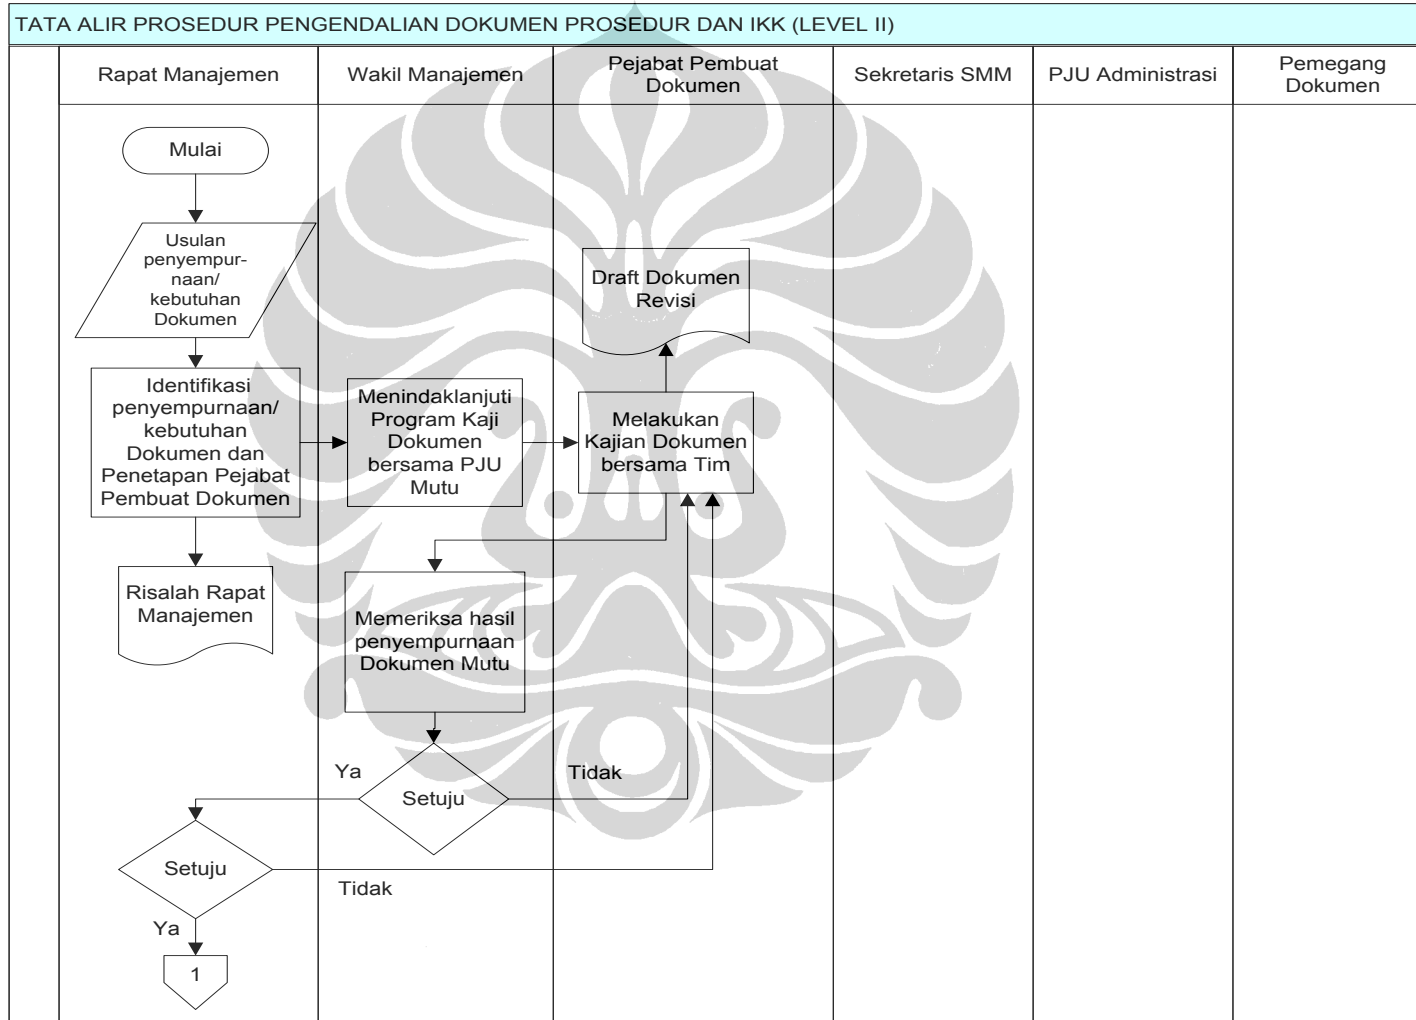 TATA ALIR PROSEDUR PENGENDALIAN DOKUMEN PROSEDUR DAN IKK (LEVEL II)
Rapat Manajemen
Wakil Manajemen
Pejabat Pembuat
Dokumen
Sekretaris SMM
PJU Administrasi
Pemegang
Dokumen
Mulai
Usulan
penyempur-
naan/
kebutuhan
Dokumen
Draft Dokumen
Revisi
Identifikasi
penyempurnaan/
kebutuhan
Dokumen dan
Penetapan Pejabat
Pembuat Dokumen
Menindaklanjuti
Program Kaji
Dokumen
bersama PJU
Mutu
Melakukan
Kajian Dokumen
bersama Tim
Risalah Rapat
Manajemen
Memeriksa hasil
penyempurnaan
Dokumen Mutu
Ya
Setuju
Tidak
Setuju
Tidak
Ya
1